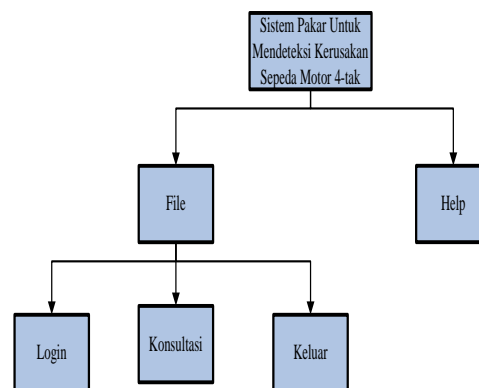 Sistem Pakar Untuk
Mendeteksi Kerusakan
Sepeda Motor 4-tak
File
Help
Login
Konsultasi
Keluar